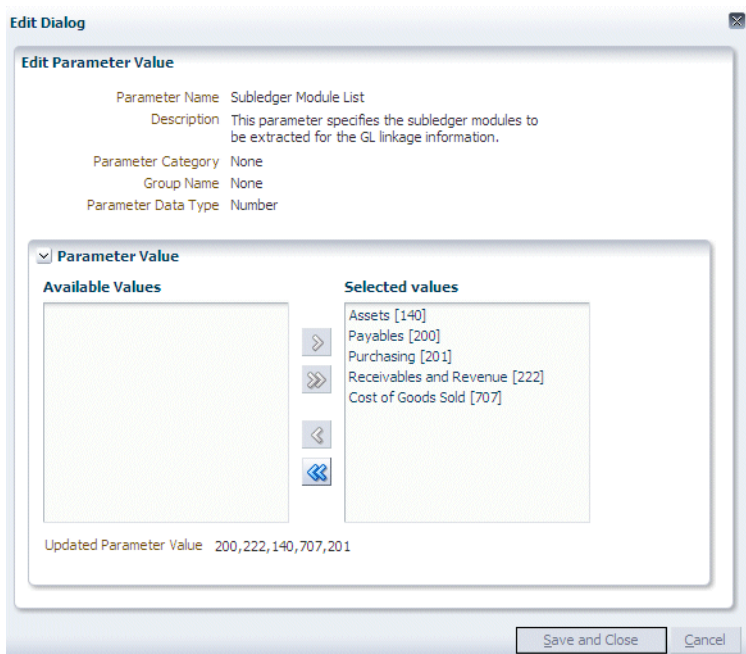 Edit Dialog
Edit Parameter Value
Parameter Name Subledger Module List
Description This parameter specifies the subledger modules to
be extracted for the GL linkage information.
Parameter Category None
Group Name None
Parameter Data Type Number
Parameter Value
Available Values
Selected values
Assets [140]
Payables [200]
Purchasing [201]
Receivables and Revenue [222]
Cost of Goods Sold [707]
Updated Parameter Value 200,222,140,707,201
Save and Close
Cancel